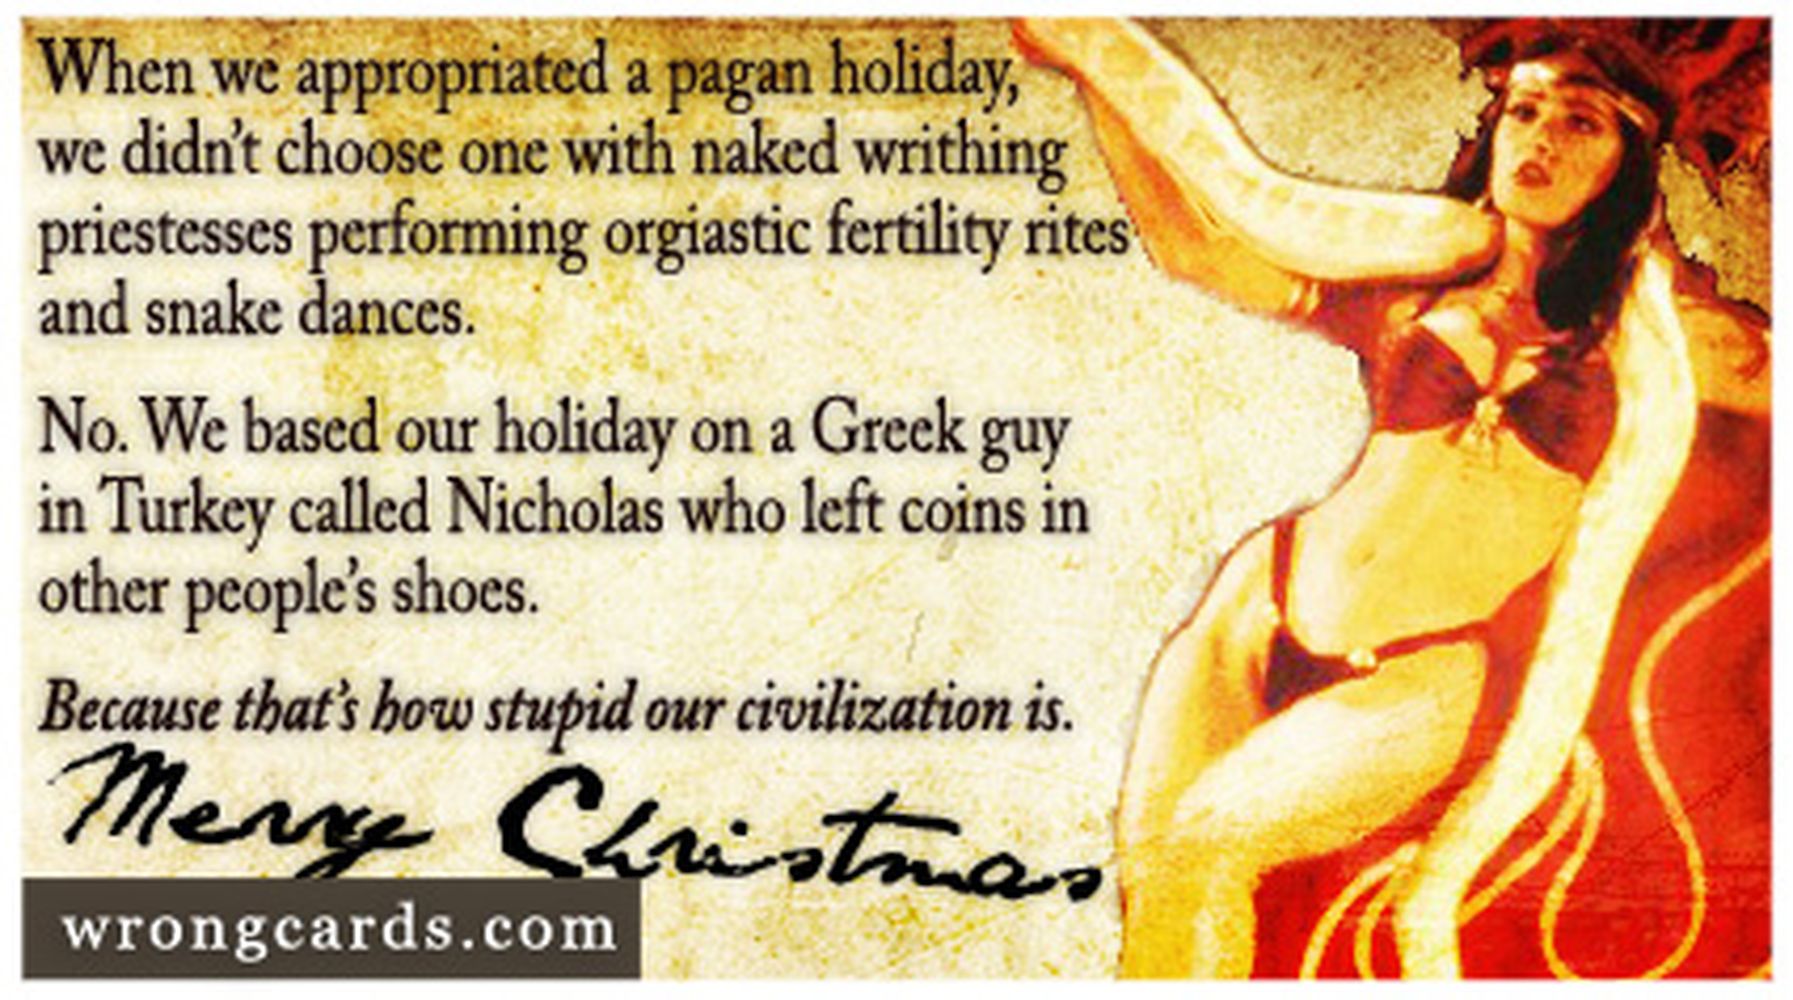 When we appropriated a pagan holiday,
we didn't choose one with naked writhing
priestesses performing orgiastic fertility rites
and snake dances.
No. We based our holiday on a Greek guy
in Turkey called Nicholas who left coins in
other people's shoes.
Because that's how stupid our civilization is.
Merry Christmas
wrongcards.com